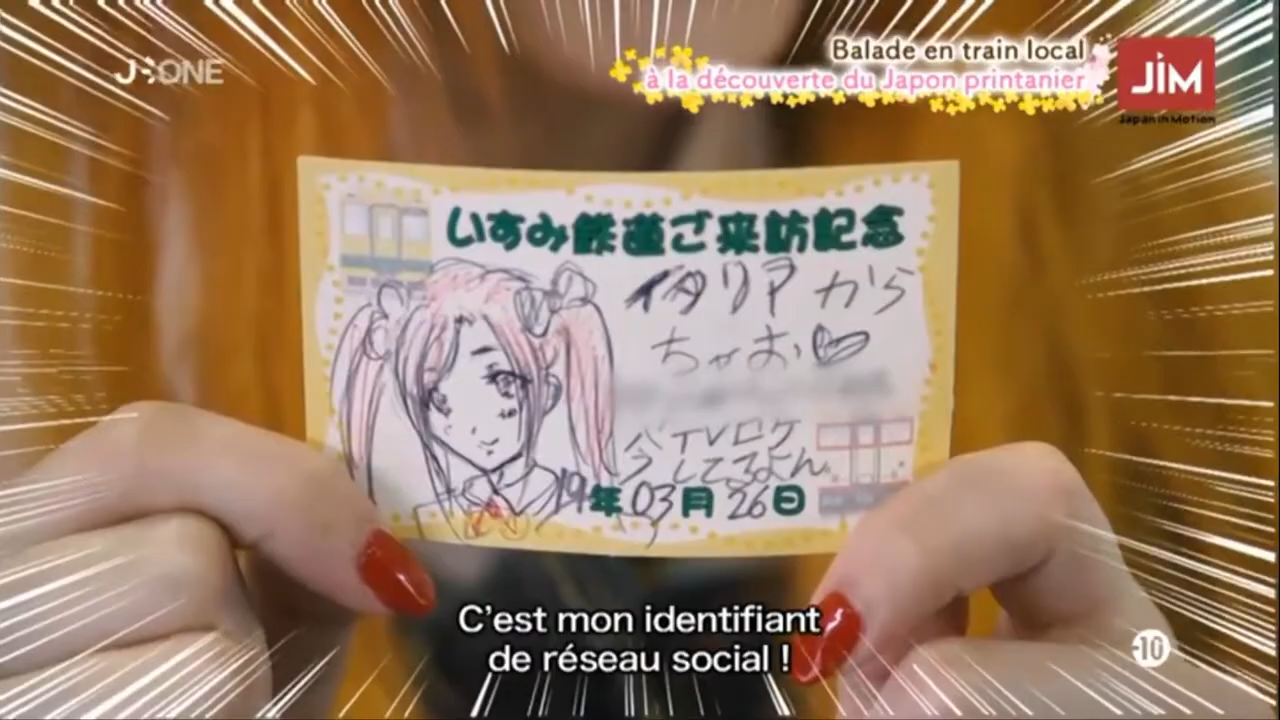 J:ONE
Balade en train local
à la découverte du Japon printanier
JIM
Japan in Motion
いすみ鉄道ご来訪記念
イタリアから
ちゃお♡
TVロケ
今してるよん
19年03月26日
C'est mon identifiant
de réseau social !
-10